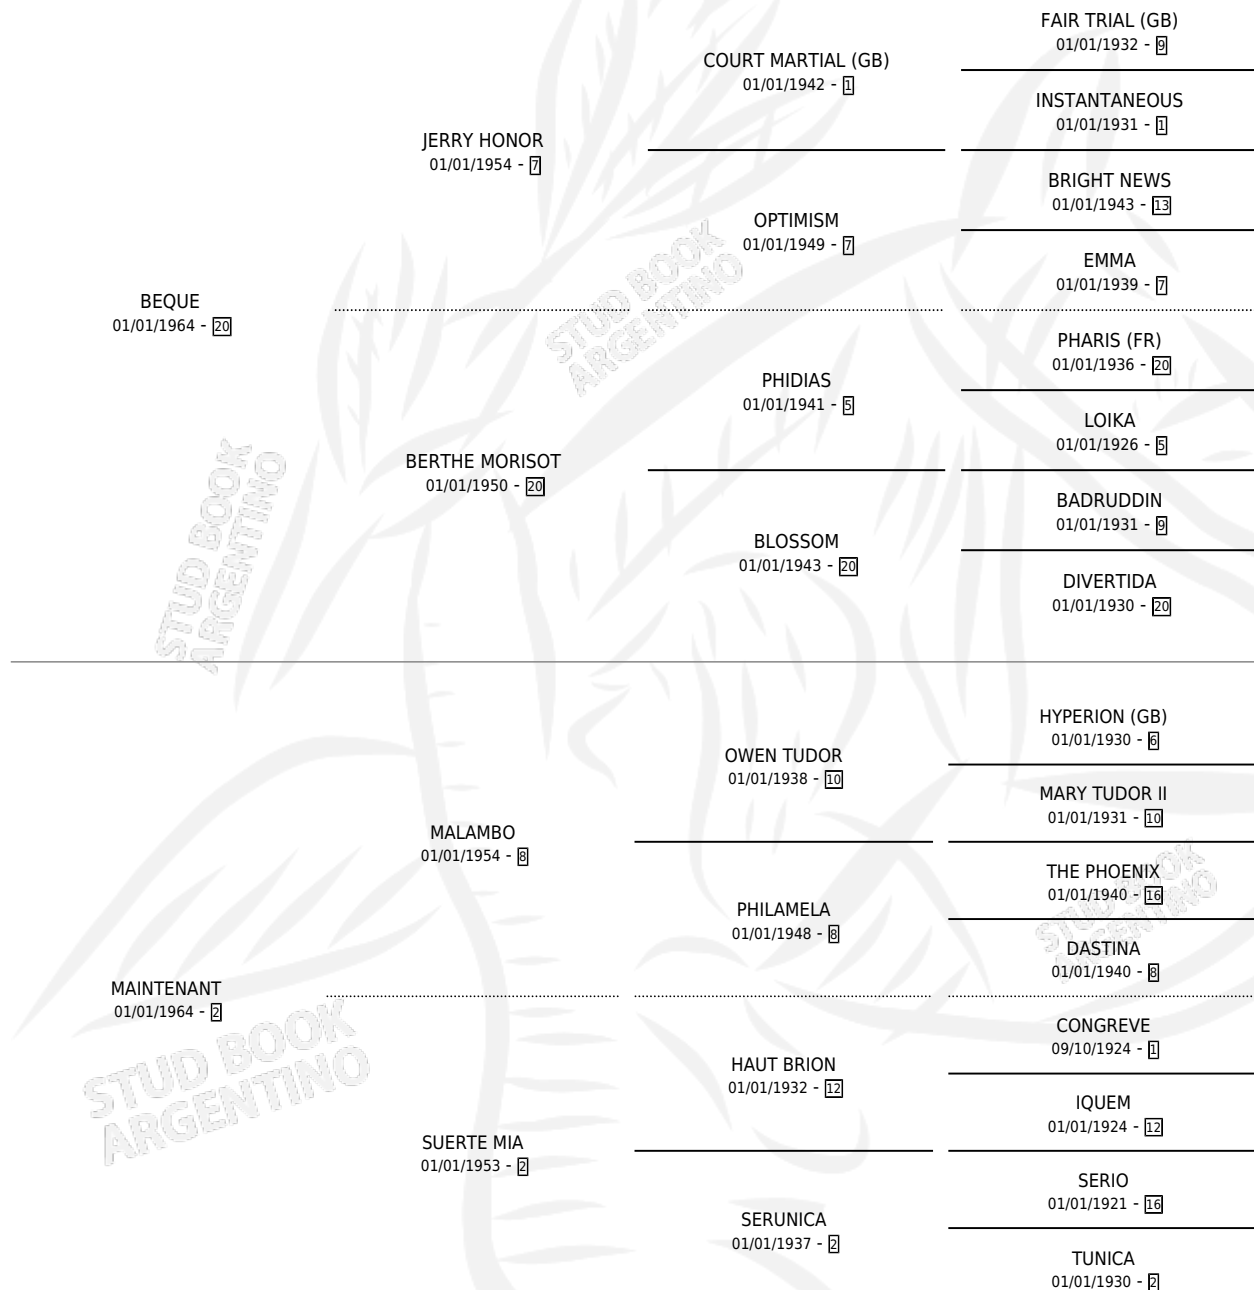 FAIR TRIAL (GB)
01/01/1932 - 9
COURT MARTIAL (GB)
01/01/1942 - 1
INSTANTANEOUS
01/01/1931 - 1
JERRY HONOR
01/01/1954 - 7
BRIGHT NEWS
01/01/1943 - 13
OPTIMISM
01/01/1949 - 7
EMMA
01/01/1939 - 7
BEQUE
01/01/1964 - 20
PHARIS (FR)
01/01/1936 - 20
PHIDIAS
01/01/1941 - 5
LOIKA
01/01/1926 - 5
BERTHE MORISOT
01/01/1950 - 20
BADRUDDIN
01/01/1931 - 9
BLOSSOM
01/01/1943 - 20
DIVERTIDA
01/01/1930 - 20
HYPERION (GB)
01/01/1930 - 6
OWEN TUDOR
01/01/1938 - 10
MARY TUDOR II
01/01/1931 - 10
MALAMBO
01/01/1954 - 8
THE PHOENIX
01/01/1940 - 16
PHILAMELA
01/01/1948 - 8
DASTINA
01/01/1940 - 8
MAINTENANT
01/01/1964 - 2
CONGREVE
09/10/1924 - 1
HAUT BRION
01/01/1932 - 12
IQUEM
01/01/1924 - 12
SUERTE MIA
01/01/1953 - 2
SERIO
01/01/1921 - 16
SERUNICA
01/01/1937 - 2
TUNICA
01/01/1930 - 2
STUD BOOK
ARGENTINO
STUD BOOK
ARGENTINO
STUD BOOK
ARGENTINO
STUD BOOK
ARGENTINO